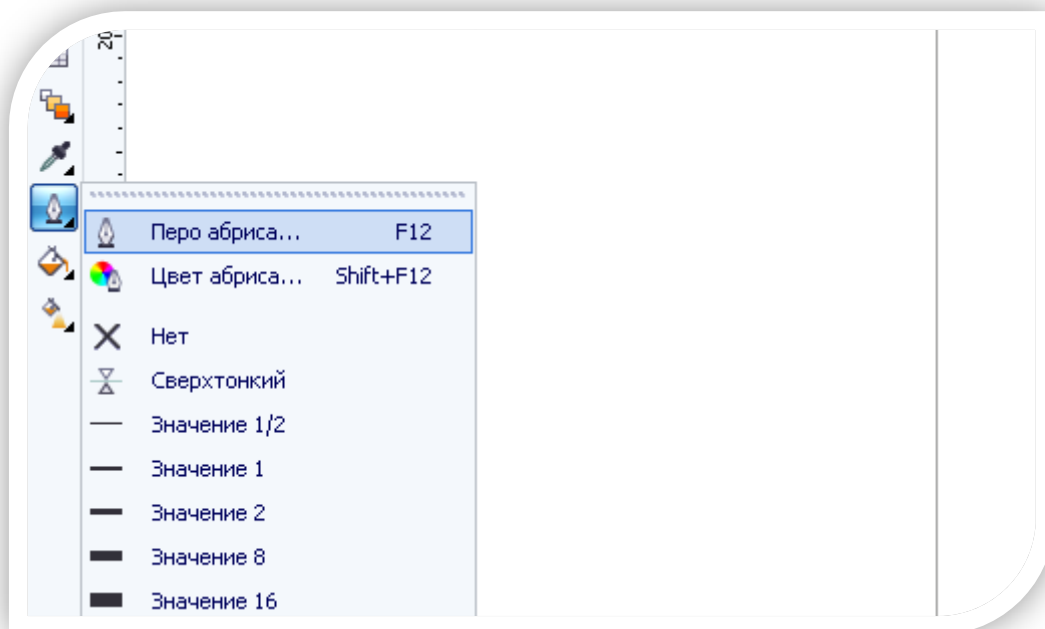 20
Перо абриса... F12
Цвет абриса... Shift+F12
Нет
Сверхтонкий
Значение 1/2
Значение 1
Значение 2
Значение 8
Значение 16